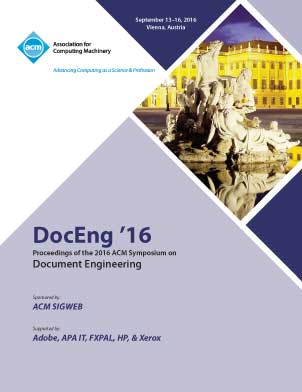 September 13–16, 2016
Vienna, Austria
acm
Association for
Computing Machinery
Advancing Computing as a Science & Profession
DocEng ’16
Proceedings of the 2016 ACM Symposium on
Document Engineering
Sponsored by:
ACM SIGWEB
Supported by:
Adobe, APA IT, FXPAL, HP, & Xerox